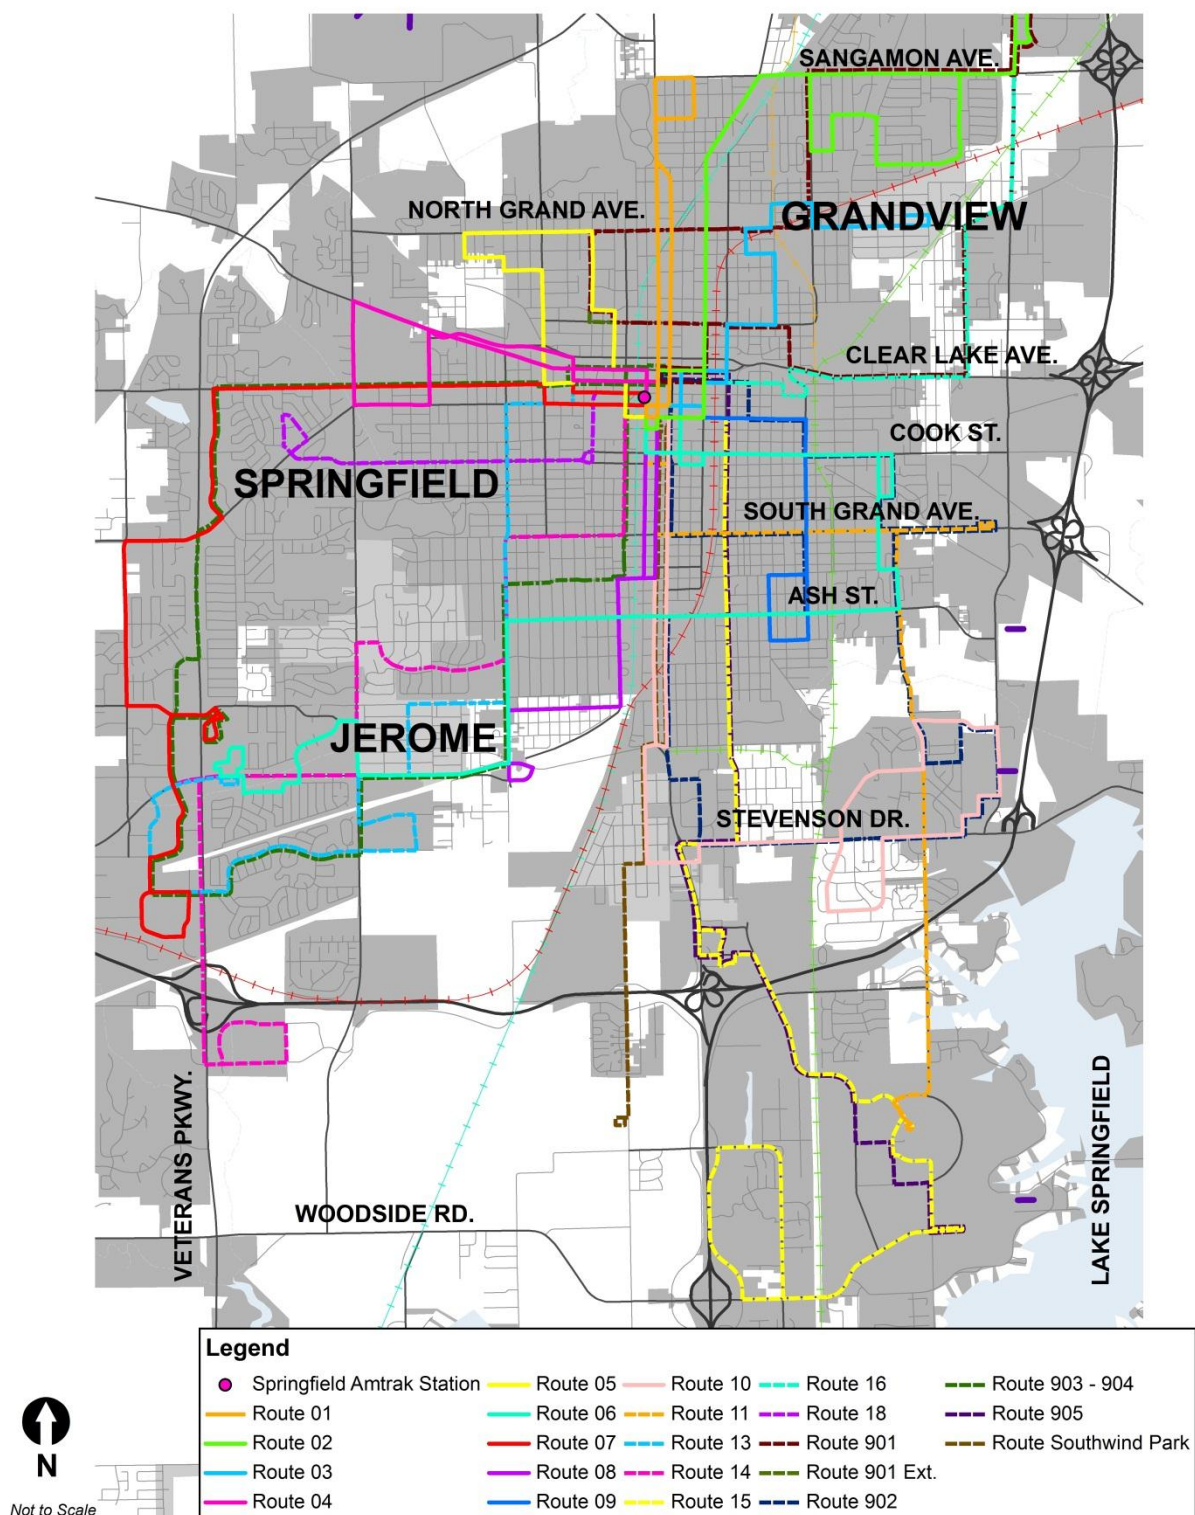 SANGAMON AVE.
NORTH GRAND AVE.
GRANDVIEW
CLEAR LAKE AVE.
COOK ST.
SPRINGFIELD
SOUTH GRAND AVE.
ASH ST.
JEROME
STEVENSON DR.
VETERANS PKWY.
LAKE SPRINGFIELD
WOODSIDE RD.
Legend
Springfield Amtrak Station
Route 01
Route 02
Route 03
Route 04
Route 05
Route 06
Route 07
Route 08
Route 09
Route 10
Route 11
Route 13
Route 14
Route 15
Route 16
Route 18
Route 901
Route 901 Ext.
Route 902
Route 903 - 904
Route 905
Route Southwind Park
N
Not to Scale